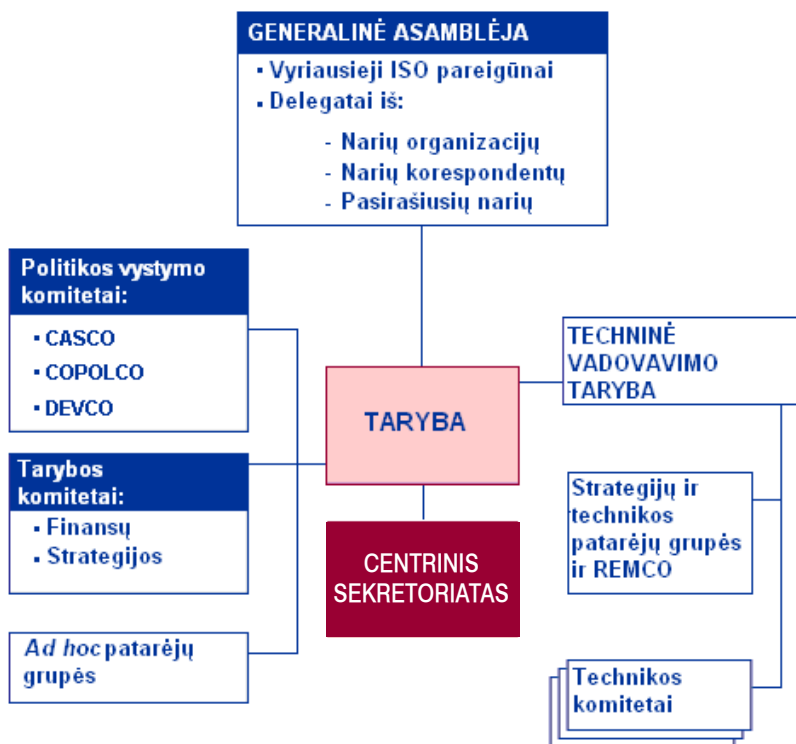 GENERALINĖ ASAMBLĖJA
▪ Vyriausieji ISO pareigūnai
▪ Delegatai iš:
- Narių organizacijų
- Narių korespondentų
- Pasirašiusių narių
Politikos vystymo
komitetai:
▪ CASCO
▪ COPOLCO
▪ DEVCO
Tarybos
komitetai:
▪ Finansų
▪ Strategijos
Ad hoc patarėjų
grupės
TARYBA
CENTRINIS
SEKRETORIATAS
TECHNINĖ
VADOVAVIMO
TARYBA
Strategijų ir
technikos
patarėjų grupės
ir REMCO
Technikos
komitetai